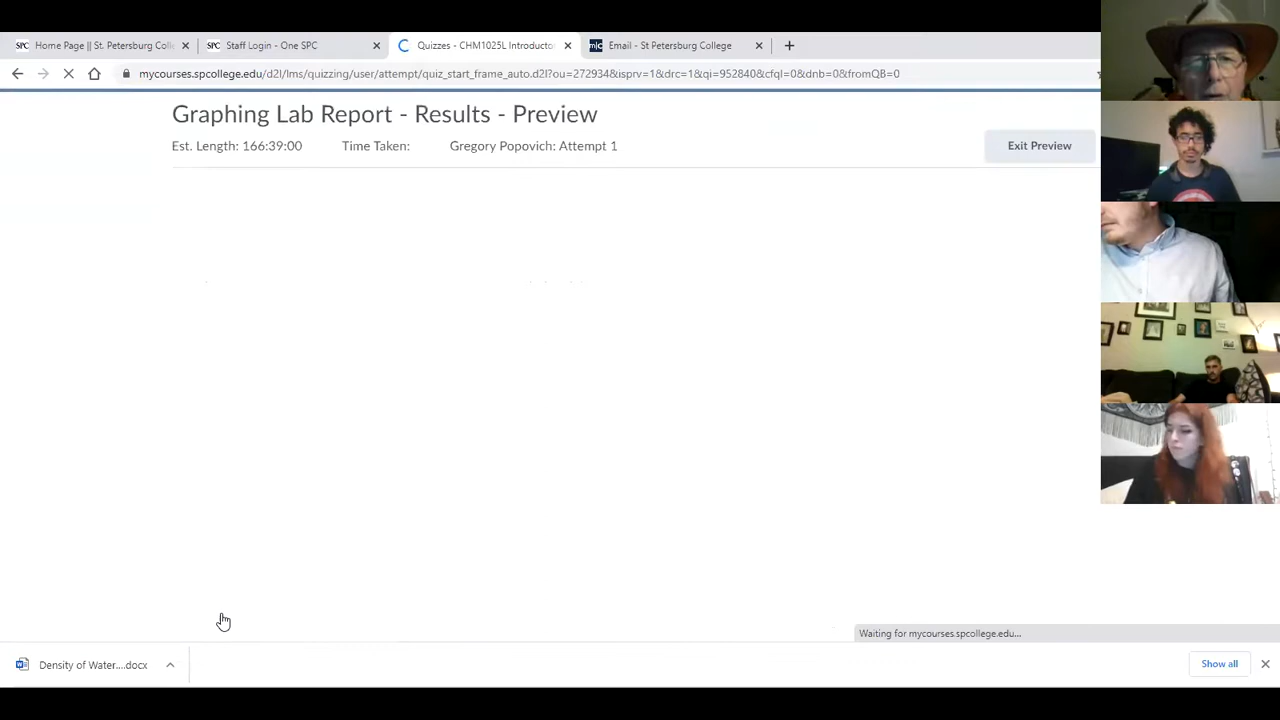 Home Page || St. Petersburg Colle
Staff Login - One SPC
Quizzes - CHM1025L Introducto
Email - St Petersburg College
mycourses.spcollege.edu/d2l/lms/quizzing/user/attempt/quiz_start_frame_auto.d2l?ou=272934&isprv=1&drc=1&qi=952840&cfql=0&dnb=0&fromQB=0
Graphing Lab Report - Results - Preview
Est. Length: 166:39:00 Time Taken: Gregory Popovich: Attempt 1
Exit Preview
Waiting for mycourses.spcollege.edu...
Density of Water....docx
Show all